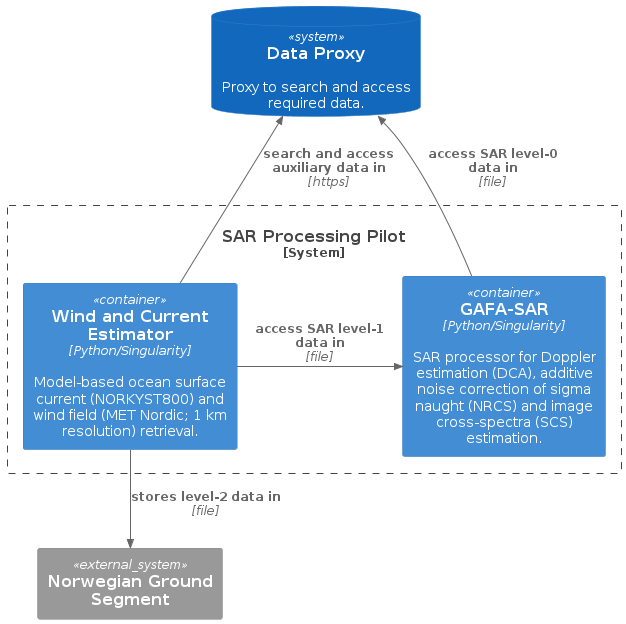 «system»
Data Proxy
Proxy to search and access
required data.
search and access
auxiliary data in
[https]
access SAR level-0
data in
[file]
SAR Processing Pilot
[System]
«container»
Wind and Current
Estimator
[Python/Singularity]
Model-based ocean surface
current (NORKYST800) and
wind field (MET Nordic; 1 km
resolution) retrieval.
access SAR level-1
data in
[file]
«container»
GAFA-SAR
[Python/Singularity]
SAR processor for Doppler
estimation (DCA), additive
noise correction of sigma
naught (NRCS) and image
cross-spectra (SCS)
estimation.
stores level-2 data in
[file]
«external_system»
Norwegian Ground
Segment